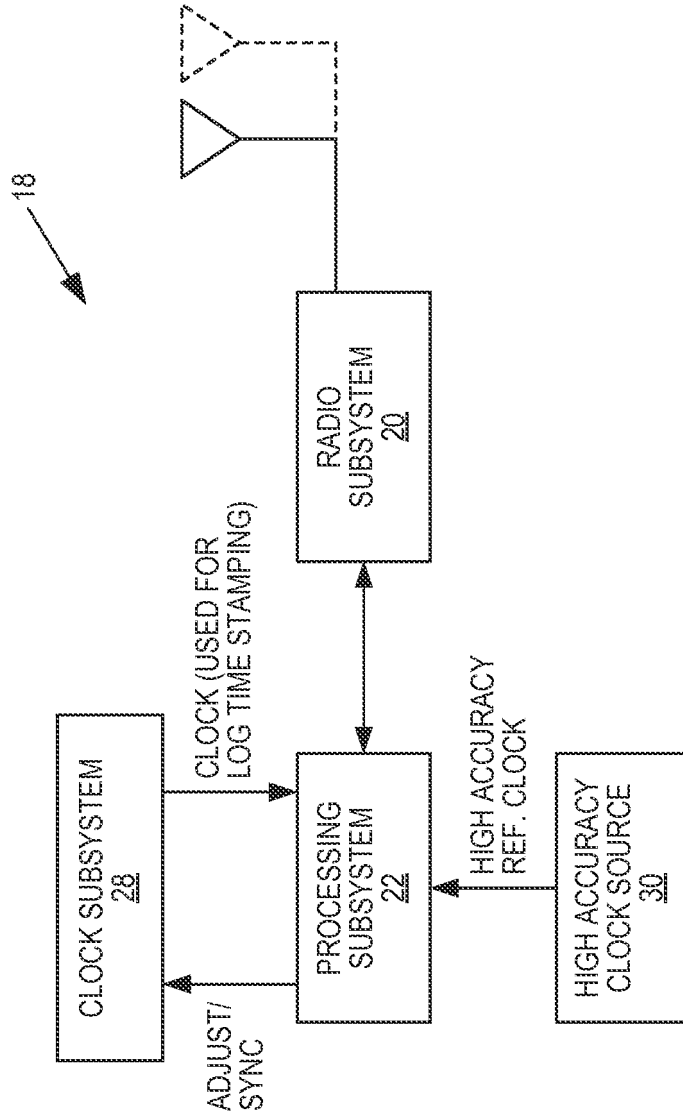 18
CLOCK SUBSYSTEM
28
ADJUST/
SYNC
CLOCK (USED FOR
LOG TIME STAMPING)
PROCESSING
SUBSYSTEM
22
RADIO
SUBSYSTEM
20
HIGH ACCURACY
REF. CLOCK
HIGH ACCURACY
CLOCK SOURCE
30